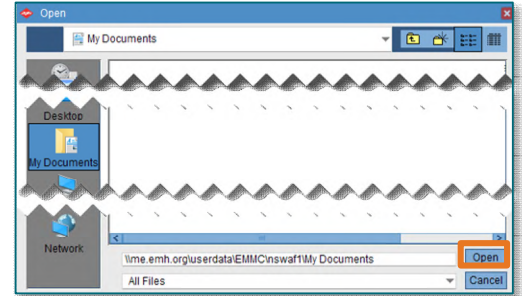 Open
My Documents
Desktop
My Documents
Network
\\me.emh.org\userdata\EMMC\nswaf1\My Documents
Open
All Files
Cancel